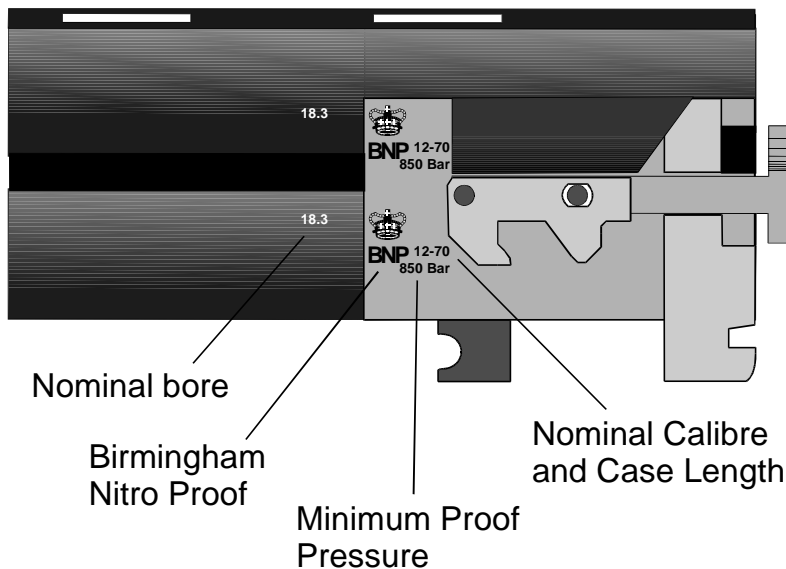 18.3
BNP 12-70
850 Bar
18.3
BNP 12-70
850 Bar
Nominal bore
Birmingham
Nitro Proof
Minimum Proof
Pressure
Nominal Calibre
and Case Length